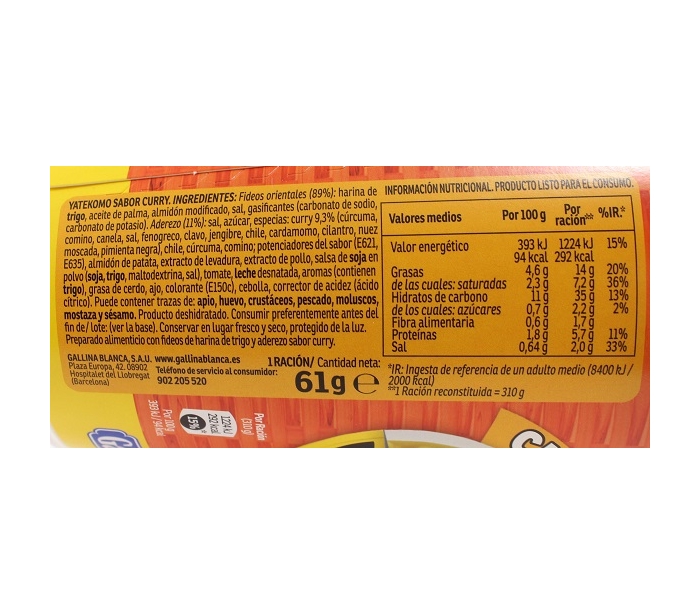 YATEKOMO SABOR CURRY. INGREDIENTES: Fideos orientales (89%): harina de
trigo, aceite de palma, almidón modificado, sal, gasificantes (carbonato de sodio,
carbonato de potasio). Aderezo (11%): sal, azúcar, especias: curry 9,3% (cúrcuma,
comino, canela, sal, fenogreco, clavo, jengibre, chile, cardamomo, cilantro, nuez
moscada, pimienta negra), chile, cúrcuma, comino; potenciadores del sabor (E621,
E635), almidón de patata, extracto de levadura, extracto de pollo, salsa de soja en
polvo (soja, trigo, maltodextrina, sal), tomate, leche desnatada, aromas (contienen
trigo), grasa de cerdo, ajo, colorante (E150c), cebolla, corrector de acidez (ácido
cítrico). Puede contener trazas de: apio, huevo, crustáceos, pescado, moluscos,
mostaza y sésamo. Producto deshidratado. Consumir preferentemente antes del
fin de/ lote: (ver la base). Conservar en lugar fresco y seco, protegido de la luz.
Preparado alimenticio con fideos de harina de trigo y aderezo sabor curry.
GALLINA BLANCA, S.A.U. www.gallinablanca.es
Plaza Europa, 42. 08902 Teléfono de servicio al consumidor:
Hospitalet del Llobregat 902 205 520
(Barcelona)
1 RACIÓN/ Cantidad neta:
61g e
INFORMACIÓN NUTRICIONAL. PRODUCTO LISTO PARA EL CONSUMO.
Valores medios Por 100 g Por ración** %IR.*
Valor energético 393 kJ 1224 kJ 15%
94 kcal 292 kcal
Grasas 4,6 g 14 g 20%
de las cuales: saturadas 2,3 g 7,2 g 36%
Hidratos de carbono 11 g 35 g 13%
de los cuales: azúcares 0,7 g 2,2 g 2%
Fibra alimentaria 0,6 g 1,7 g
Proteínas 1,8 g 5,7 g 11%
Sal 0,64 g 2,0 g 33%
*IR: Ingesta de referencia de un adulto medio (8400 kJ /
2000 kcal)
**1 Ración reconstituida = 310 g
Por Ración
(310g)
1224 kJ
292 kcal
15%*
Por 100g
393 kJ / 94 kcal